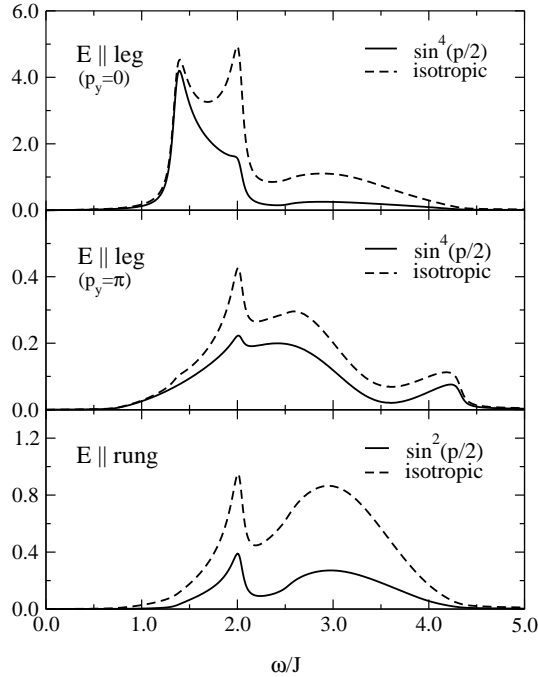 6.0
E || leg
(p_y=0)
sin^4(p/2)
isotropic
4.0
2.0
0.0
E || leg
(p_y=π)
sin^4(p/2)
isotropic
0.4
0.2
0.0
1.2
E || rung
sin^2(p/2)
isotropic
0.8
0.4
0.0
0.0 1.0 2.0 3.0 4.0 5.0
ω/J